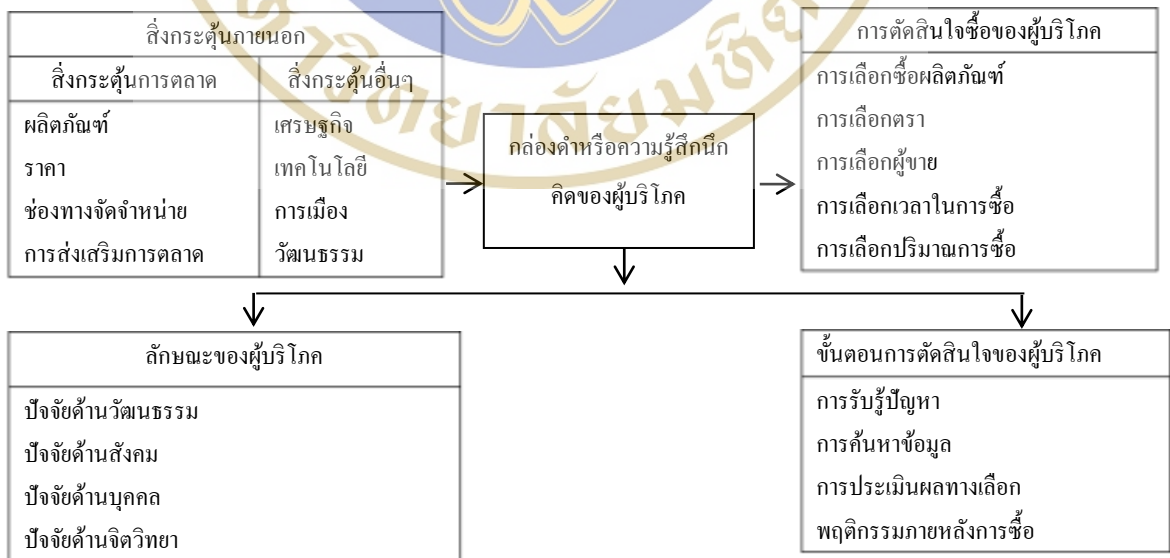 สิ่งกระตุ้นภายนอก
สิ่งกระตุ้นการตลาด
สิ่งกระตุ้นอื่นๆ
ผลิตภัณฑ์
ราคา
ช่องทางจัดจำหน่าย
การส่งเสริมการตลาด
เศรษฐกิจ
เทคโนโลยี
การเมือง
วัฒนธรรม
กล่องดำหรือความรู้สึกนึก
คิดของผู้บริโภค
การตัดสินใจซื้อของผู้บริโภค
การเลือกซื้อผลิตภัณฑ์
การเลือกตรา
การเลือกผู้ขาย
การเลือกเวลาในการซื้อ
การเลือกปริมาณการซื้อ
ลักษณะของผู้บริโภค
ปัจจัยด้านวัฒนธรรม
ปัจจัยด้านสังคม
ปัจจัยด้านบุคคล
ปัจจัยด้านจิตวิทยา
ขั้นตอนการตัดสินใจของผู้บริโภค
การรับรู้ปัญหา
การค้นหาข้อมูล
การประเมินผลทางเลือก
พฤติกรรมภายหลังการซื้อ